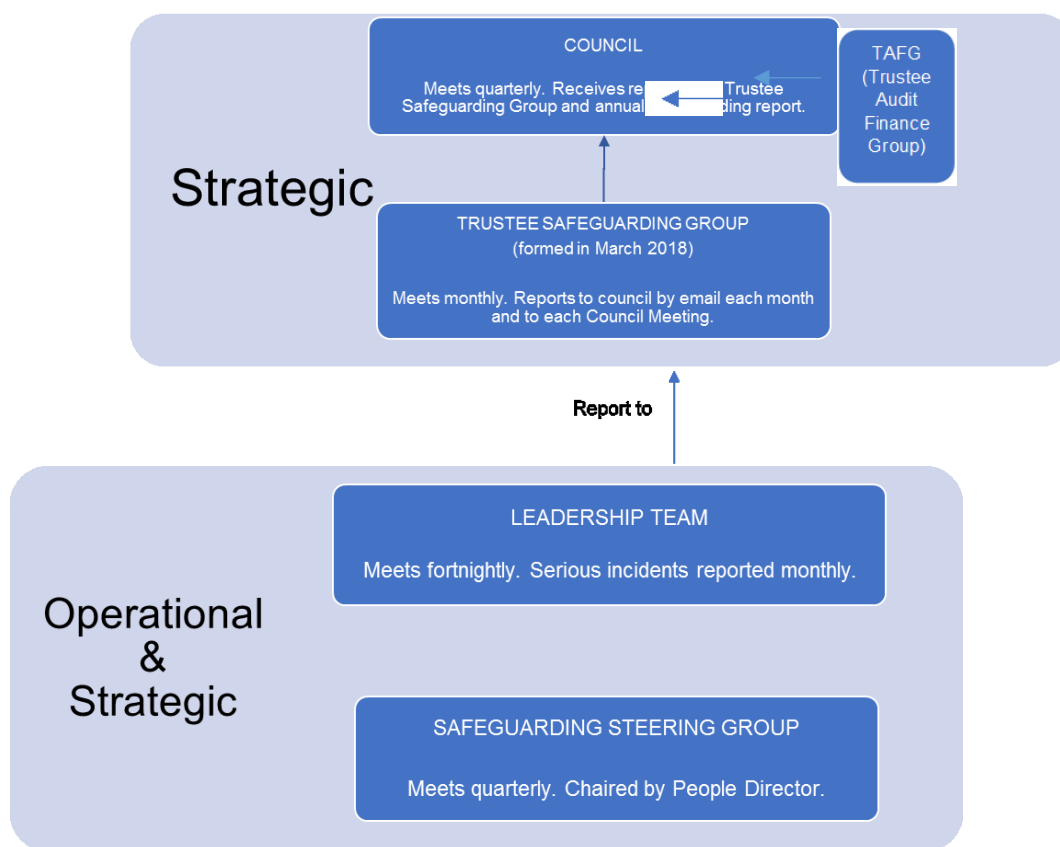 COUNCIL
Meets quarterly. Receives re Trustee
Safeguarding Group and annual ding report.
TAFG
(Trustee
Audit
Finance
Group)
Strategic
TRUSTEE SAFEGUARDING GROUP
(formed in March 2018)
Meets monthly. Reports to council by email each month
and to each Council Meeting.
Report to
LEADERSHIP TEAM
Meets fortnightly. Serious incidents reported monthly.
Operational
&
Strategic
SAFEGUARDING STEERING GROUP
Meets quarterly. Chaired by People Director.